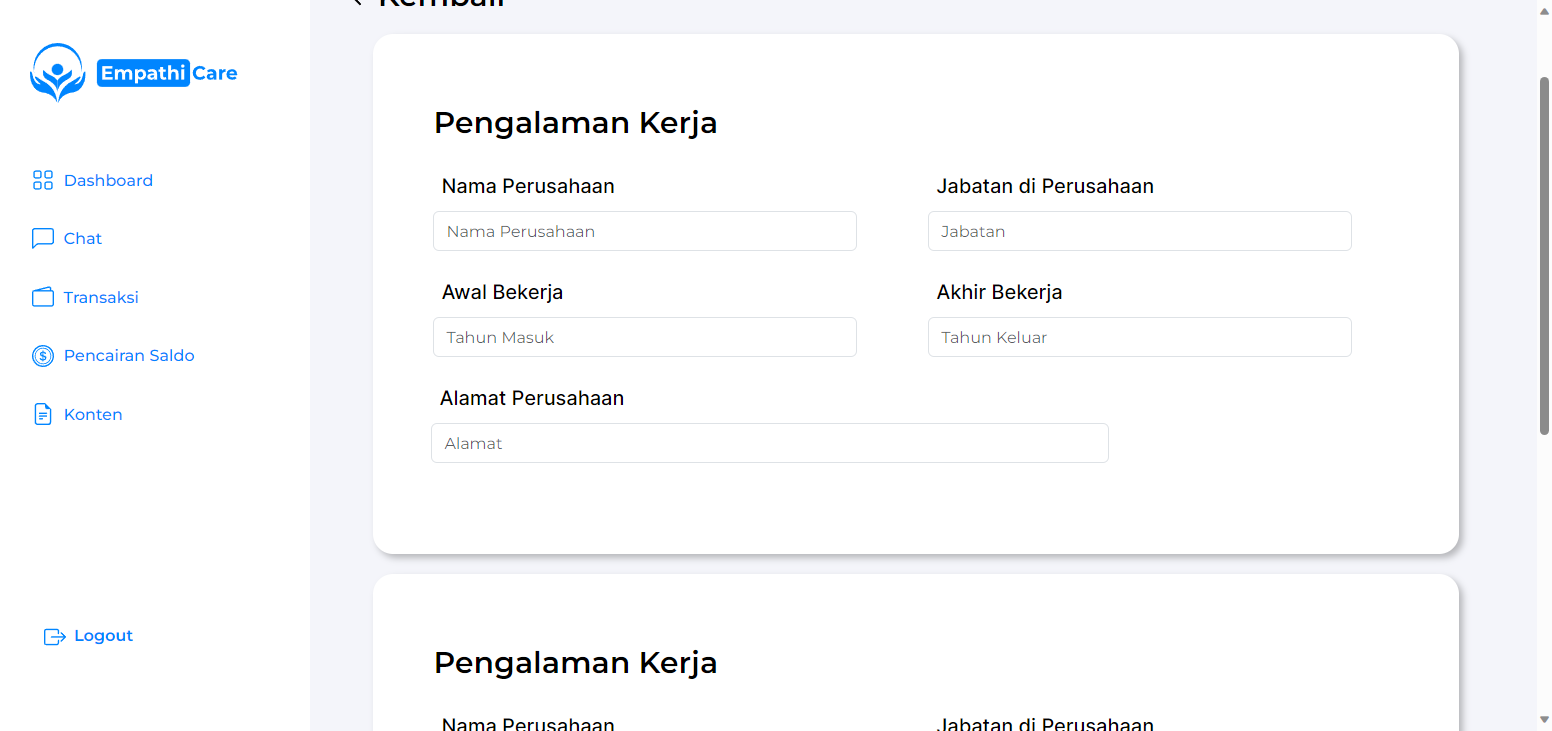 Kembali
Empathi Care
Dashboard
Chat
Transaksi
Pencairan Saldo
Konten
Logout
Pengalaman Kerja
Nama Perusahaan
Jabatan di Perusahaan
Nama Perusahaan
Jabatan
Awal Bekerja
Akhir Bekerja
Tahun Masuk
Tahun Keluar
Alamat Perusahaan
Alamat
Pengalaman Kerja
Nama Perusahaan
Jabatan di Perusahaan